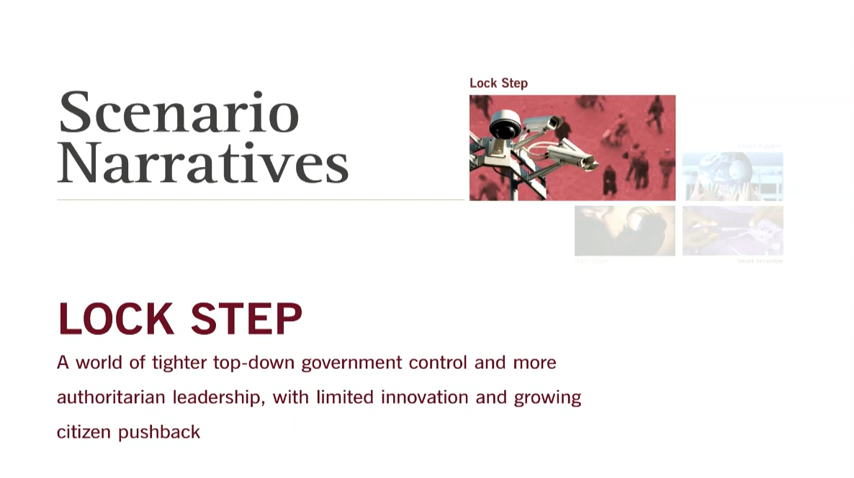 Scenario
Narratives
Lock Step
LOCK STEP
A world of tighter top-down government control and more
authoritarian leadership, with limited innovation and growing
citizen pushback